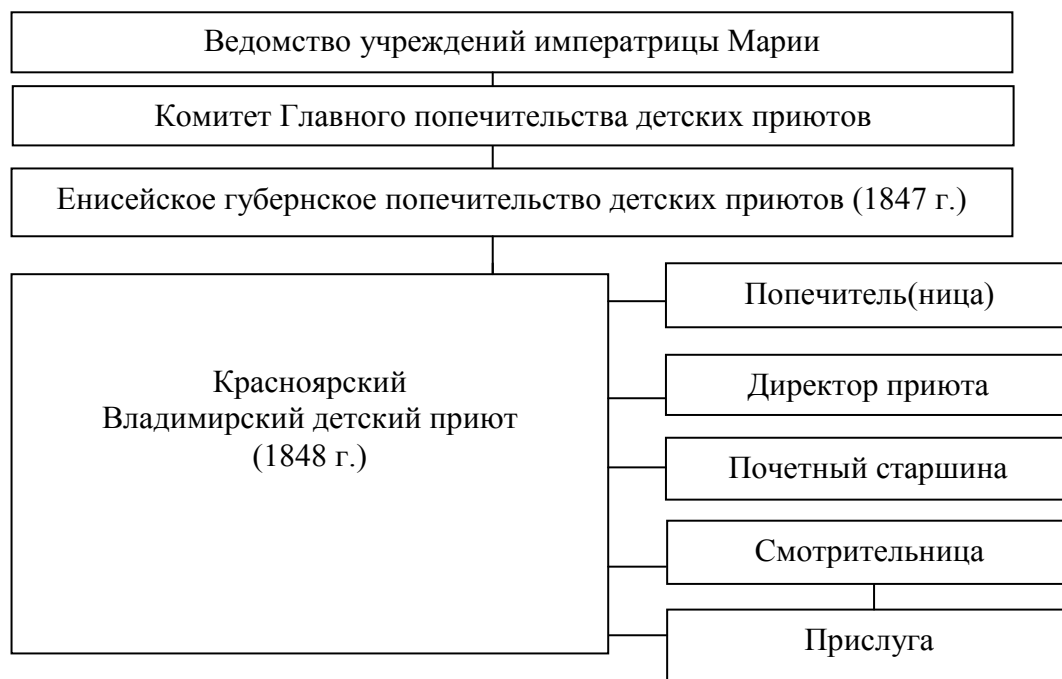 Ведомство учреждений императрицы Марии
Комитет Главного попечительства детских приютов
Енисейское губернское попечительство детских приютов (1847 г.)
Красноярский
Владимирский детский приют
(1848 г.)
Попечитель(ница)
Директор приюта
Почетный старшина
Смотрительница
Прислуга